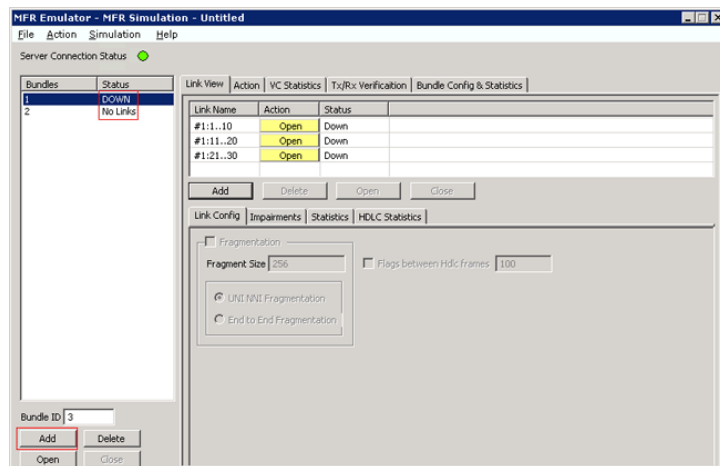 MFR Emulator - MFR Simulation - Untitled
File Action Simulation Help
Server Connection Status
Bundles Status
1 DOWN
2 No Links
Link View Action VC Statistics Tx/Rx Verificaition Bundle Config & Statistics
Link Name Action Status
#1:1..10 Open Down
#1:11..20 Open Down
#1:21..30 Open Down
Add Delete Open Close
Link Config Impairments Statistics HDLC Statistics
Fragmentation
Fragment Size 256 Flags between Hdlc frames 100
UNI NNI Fragmentation
End to End Fragmentation
Bundle ID 3
Add Delete
Open Close